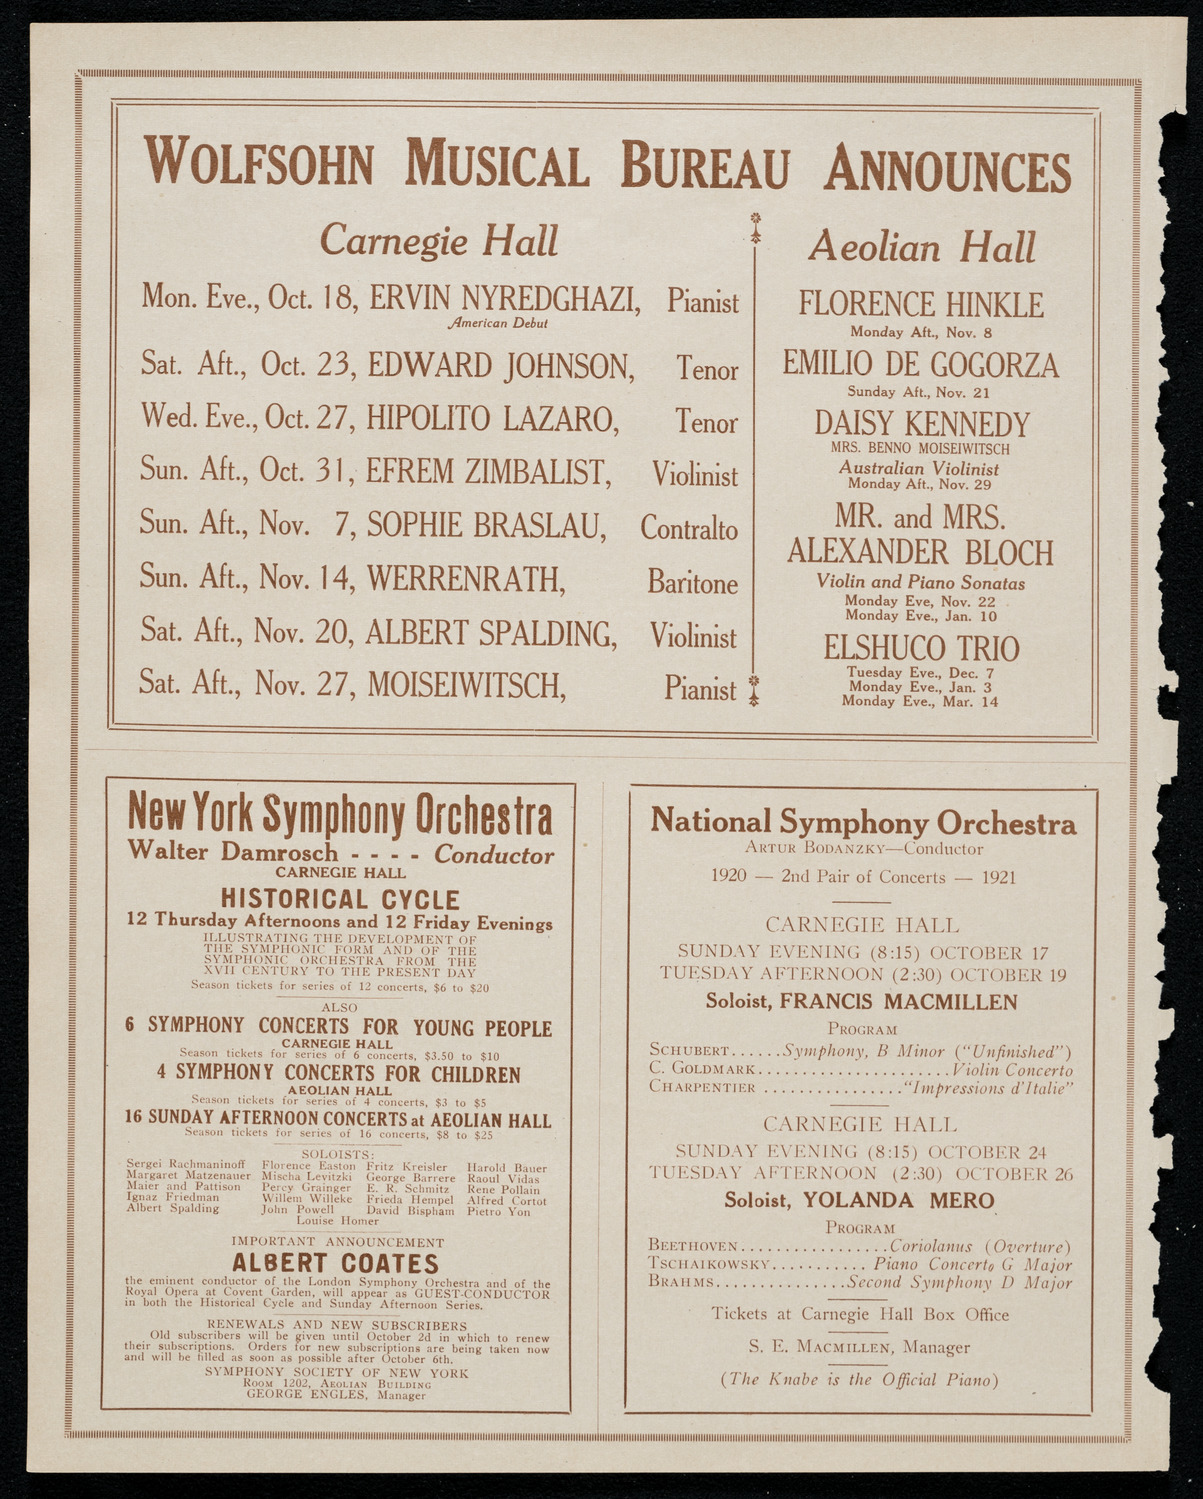 WOLFSOHN MUSICAL BUREAU ANNOUNCES
Carnegie Hall
Mon. Eve., Oct. 18, ERVIN NYREDGHAZI, Pianist
American Debut
Sat. Aft., Oct. 23, EDWARD JOHNSON, Tenor
Wed. Eve., Oct. 27, HIPOLITO LAZARO, Tenor
Sun. Aft., Oct. 31, EFREM ZIMBALIST, Violinist
Sun. Aft., Nov. 7, SOPHIE BRASLAU, Contralto
Sun. Aft., Nov. 14, WERRENRATH, Baritone
Sat. Aft., Nov. 20, ALBERT SPALDING, Violinist
Sat. Aft., Nov. 27, MOISEIWITSCH, Pianist
Aeolian Hall
FLORENCE HINKLE
Monday Aft., Nov. 8
EMILIO DE GOGORZA
Sunday Aft., Nov. 21
DAISY KENNEDY
MRS. BENNO MOISEIWITSCH
Australian Violinist
Monday Aft., Nov. 29
MR. and MRS.
ALEXANDER BLOCH
Violin and Piano Sonatas
Monday Eve, Nov. 22
Monday Eve., Jan. 10
ELSHUCO TRIO
Tuesday Eve., Dec. 7
Monday Eve., Jan. 3
Monday Eve., Mar. 14
New York Symphony Orchestra
Walter Damrosch - - - - Conductor
CARNEGIE HALL
HISTORICAL CYCLE
12 Thursday Afternoons and 12 Friday Evenings
ILLUSTRATING THE DEVELOPMENT OF
THE SYMPHONIC FORM AND OF THE
SYMPHONIC ORCHESTRA FROM THE
XVII CENTURY TO THE PRESENT DAY
Season tickets for series of 12 concerts, $6 to $20
ALSO
6 SYMPHONY CONCERTS FOR YOUNG PEOPLE
CARNEGIE HALL
Season tickets for series of 6 concerts, $3.50 to $10
4 SYMPHONY CONCERTS FOR CHILDREN
AEOLIAN HALL
Season tickets for series of 4 concerts, $3 to $5
16 SUNDAY AFTERNOON CONCERTS at AEOLIAN HALL
Season tickets for series of 16 concerts, $8 to $25
SOLOISTS:
Sergei Rachmaninoff Florence Easton Fritz Kreisler Harold Bauer
Margaret Matzenauer Mischa Levitzki George Barrere Raoul Vidas
Maier and Pattison Percy Grainger E. R. Schmitz Rene Pollain
Ignaz Friedman Willem Willeke Frieda Hempel Alfred Cortot
Albert Spalding John Powell David Bispham Pietro Yon
Louise Homer
IMPORTANT ANNOUNCEMENT
ALBERT COATES
the eminent conductor of the London Symphony Orchestra and of the
Royal Opera at Covent Garden, will appear as GUEST-CONDUCTOR
in both the Historical Cycle and Sunday Afternoon Series.
RENEWALS AND NEW SUBSCRIBERS
Old subscribers will be given until October 2d in which to renew
their subscriptions. Orders for new subscriptions are being taken now
and will be filled as soon as possible after October 6th.
SYMPHONY SOCIETY OF NEW YORK
ROOM 1202, AEOLIAN BUILDING
GEORGE ENGLES, Manager
National Symphony Orchestra
ARTUR BODANZKY—Conductor
1920 — 2nd Pair of Concerts — 1921
CARNEGIE HALL
SUNDAY EVENING (8:15) OCTOBER 17
TUESDAY AFTERNOON (2:30) OCTOBER 19
Soloist, FRANCIS MACMILLEN
PROGRAM
SCHUBERT......Symphony, B Minor ("Unfinished")
C. GOLDMARK......................Violin Concerto
CHARPENTIER................"Impressions d'Italie"
CARNEGIE HALL
SUNDAY EVENING (8:15) OCTOBER 24
TUESDAY AFTERNOON (2:30) OCTOBER 26
Soloist, YOLANDA MERO
PROGRAM
BEETHOVEN.................Coriolanus (Overture)
TSCHAIKOWSKY........... Piano Concerto G Major
BRAHMS...............Second Symphony D Major
Tickets at Carnegie Hall Box Office
S. E. MACMILLEN, Manager
(The Knabe is the Official Piano)